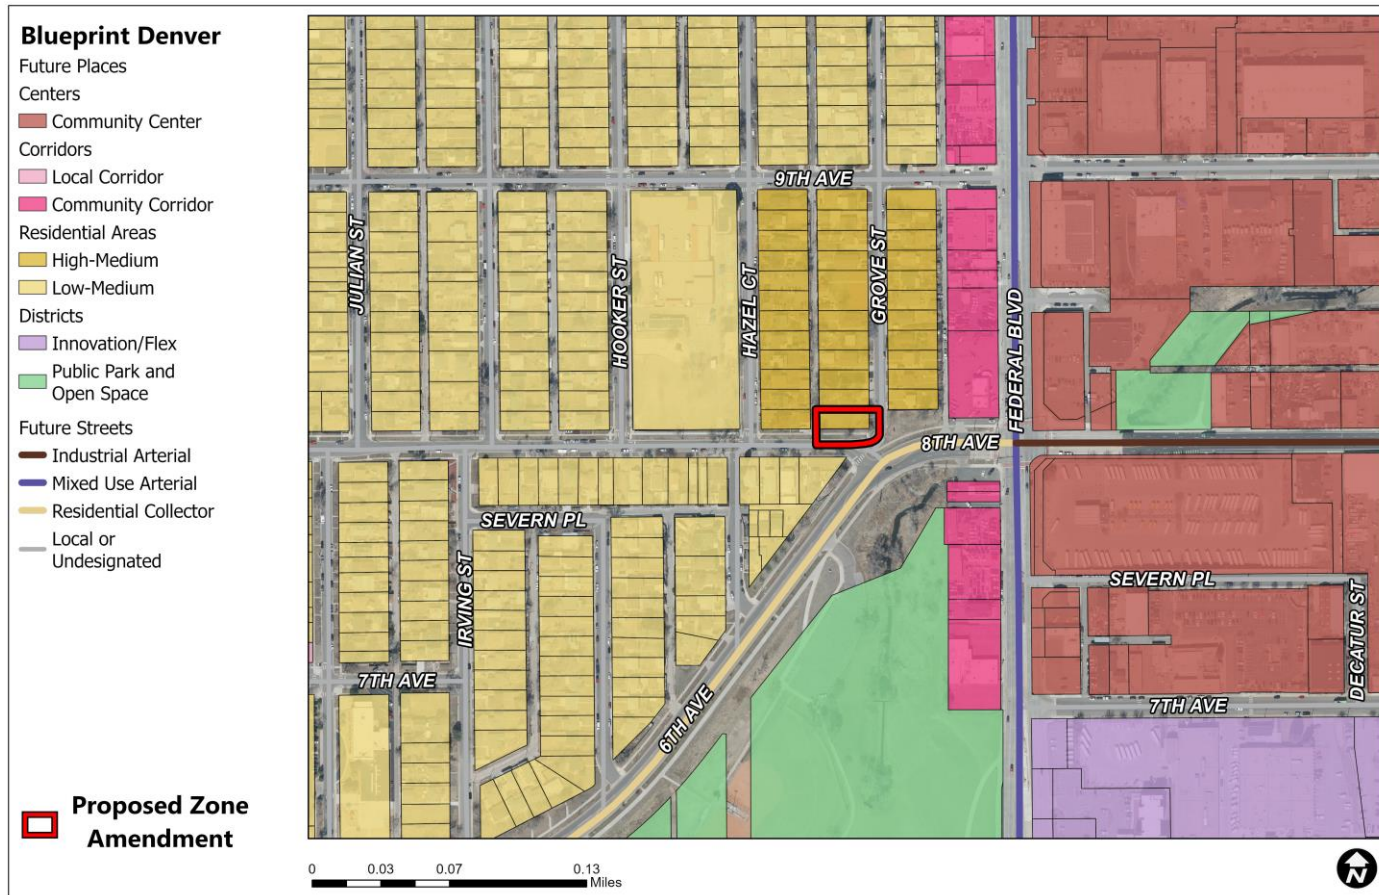 Blueprint Denver
Future Places
Centers
Community Center
Corridors
Local Corridor
Community Corridor
Residential Areas
High-Medium
Low-Medium
Districts
Innovation/Flex
Public Park and
Open Space
Future Streets
Industrial Arterial
Mixed Use Arterial
Residential Collector
Local or
Undesignated
Proposed Zone
Amendment
9TH AVE
JULIAN ST
HOOKER ST
HAZEL CT
GROVE ST
FEDERAL BLVD
8TH AVE
SEVERN PL
IRVING ST
7TH AVE
6TH AVE
SEVERN PL
DECATUR ST
7TH AVE
0 0.03 0.07 0.13
Miles
N